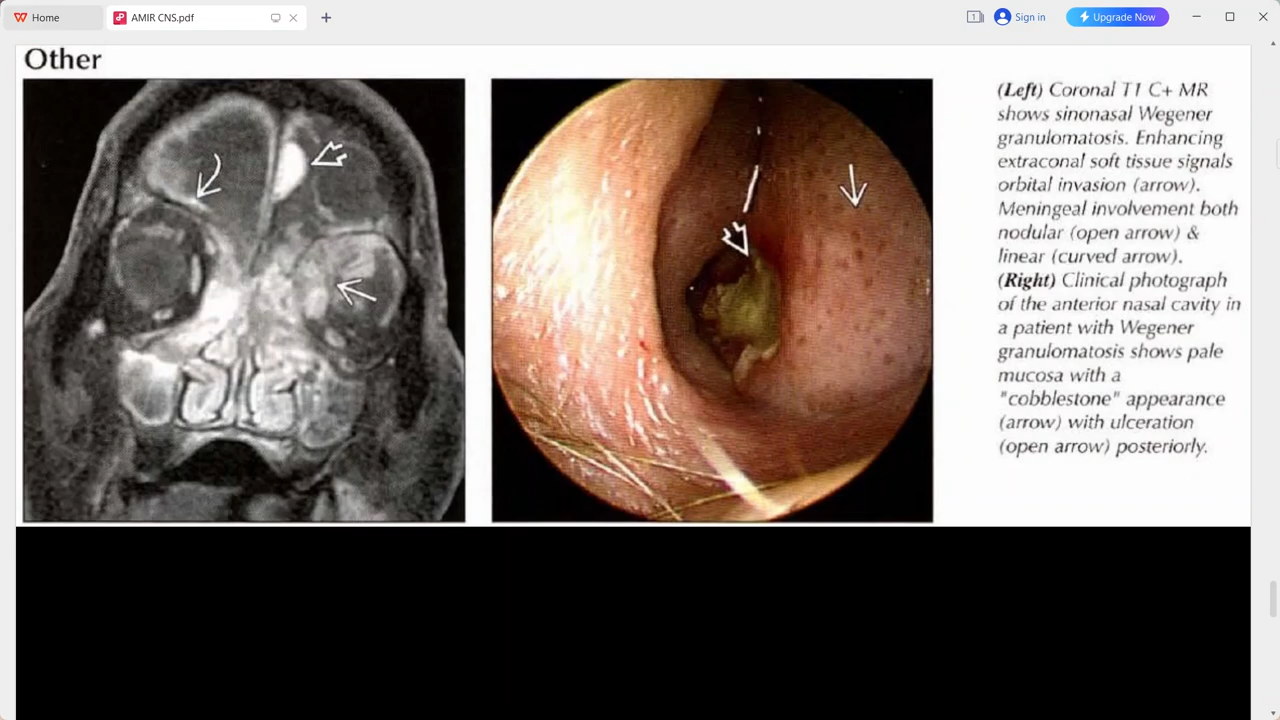 Home
AMIR CNS.pdf
1
Sign in
Upgrade Now
Other
(Left) Coronal T1 C+ MR
shows sinonasal Wegener
granulomatosis. Enhancing
extraconal soft tissue signals
orbital invasion (arrow).
Meningeal involvement both
nodular (open arrow) &
linear (curved arrow).
(Right) Clinical photograph
of the anterior nasal cavity in
a patient with Wegener
granulomatosis shows pale
mucosa with a
"cobblestone" appearance
(arrow) with ulceration
(open arrow) posteriorly.